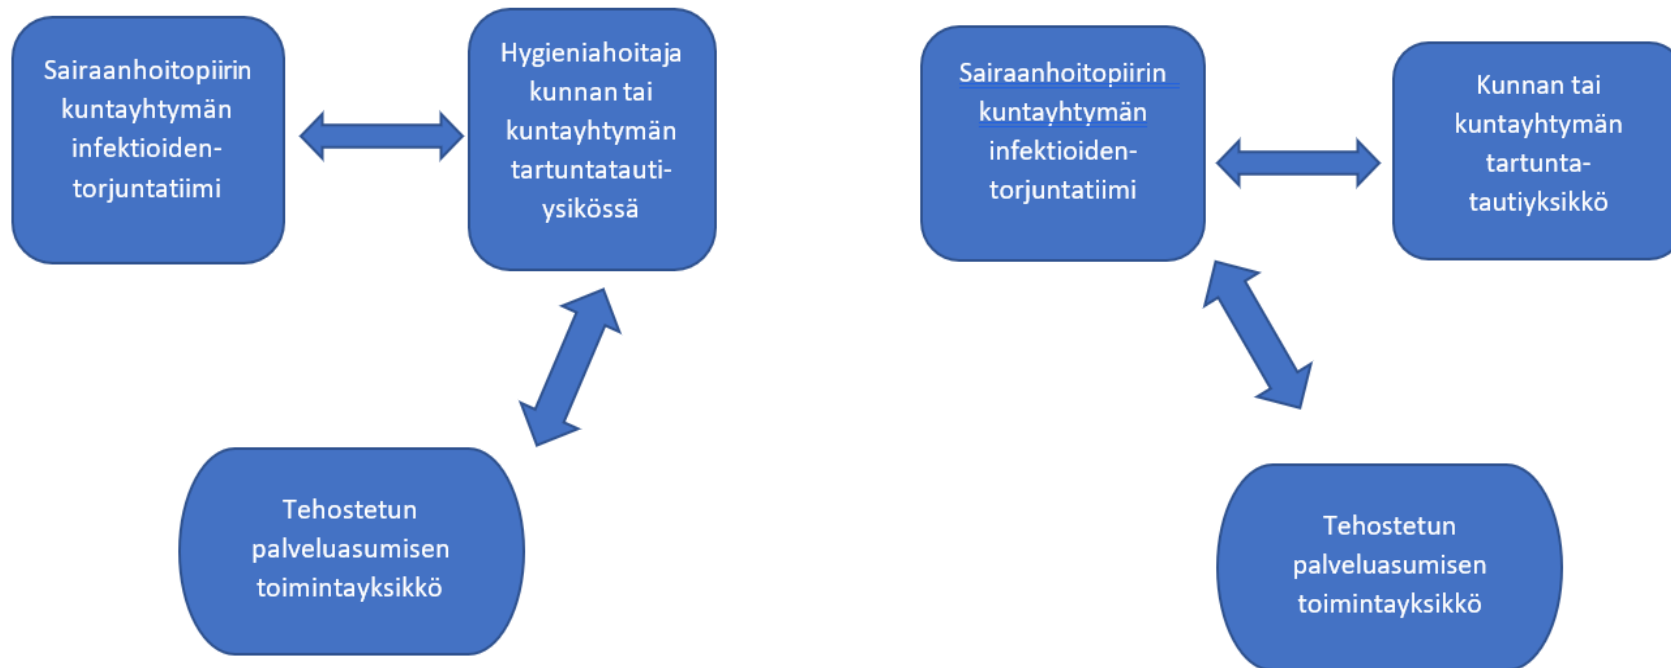 Sairaanhoitopiirin
kuntayhtymän
infektioiden-
torjuntatiimi
Hygieniahoitaja
kunnan tai
kuntayhtymän
tartuntatauti-
ysikössä
Tehostetun
palveluasumisen
toimintayksikkö
Sairaanhoitopiirin
kuntayhtymän
infektioiden-
torjuntatiimi
Kunnan tai
kuntayhtymän
tartunta-
tautiyksikkö
Tehostetun
palveluasumisen
toimintayksikkö